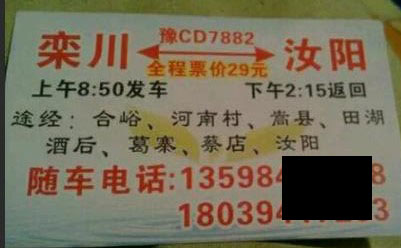 栾川 豫CD7882 汝阳
全程票价29元
上午8:50发车 下午2:15返回
途经：合峪、河南村、嵩县、田湖
酒后、葛寨、蔡店、汝阳
随车电话:13598
18039